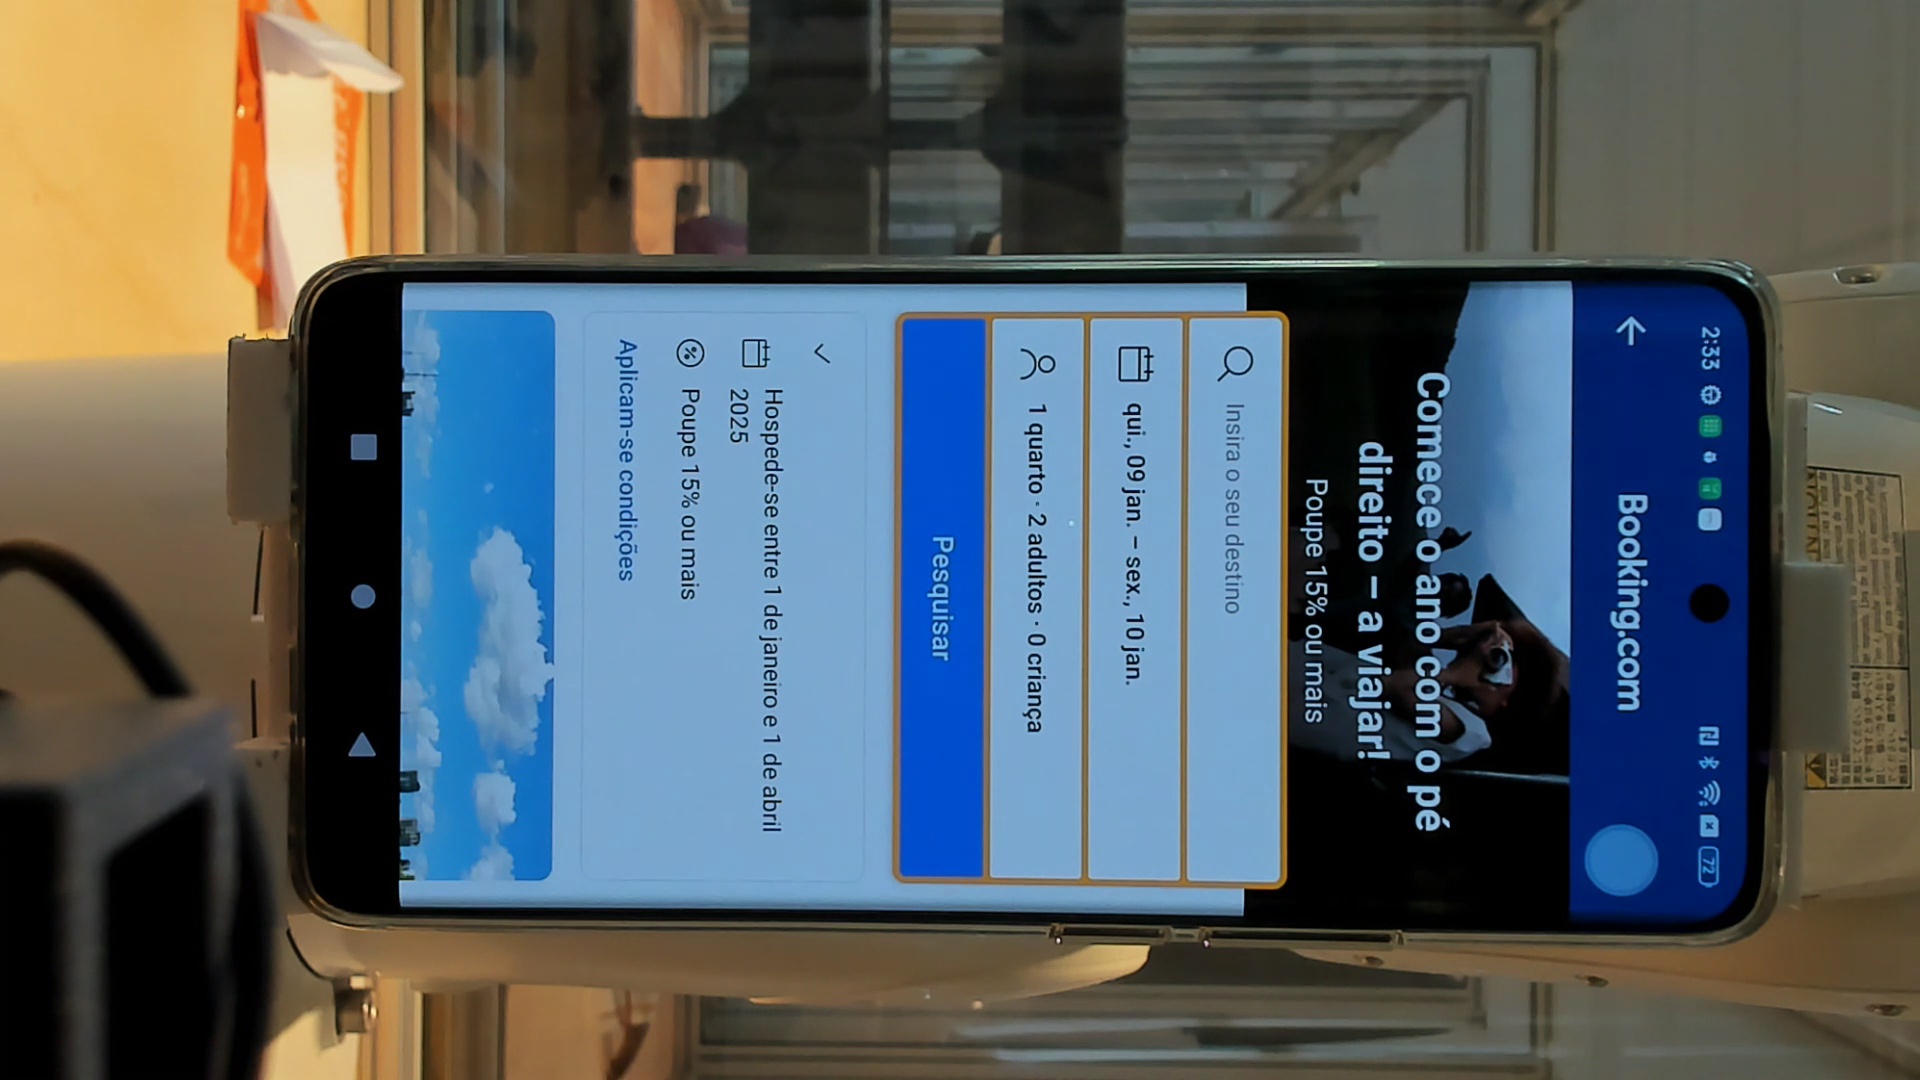 2:33
72
Booking.com
Comece o ano com o pé
direito – a viajar!
Poupe 15% ou mais
Insira o seu destino
qui., 09 jan. – sex., 10 jan.
1 quarto · 2 adultos · 0 criança
Pesquisar
Hospede-se entre 1 de janeiro e 1 de abril
2025
Poupe 15% ou mais
Aplicam-se condições